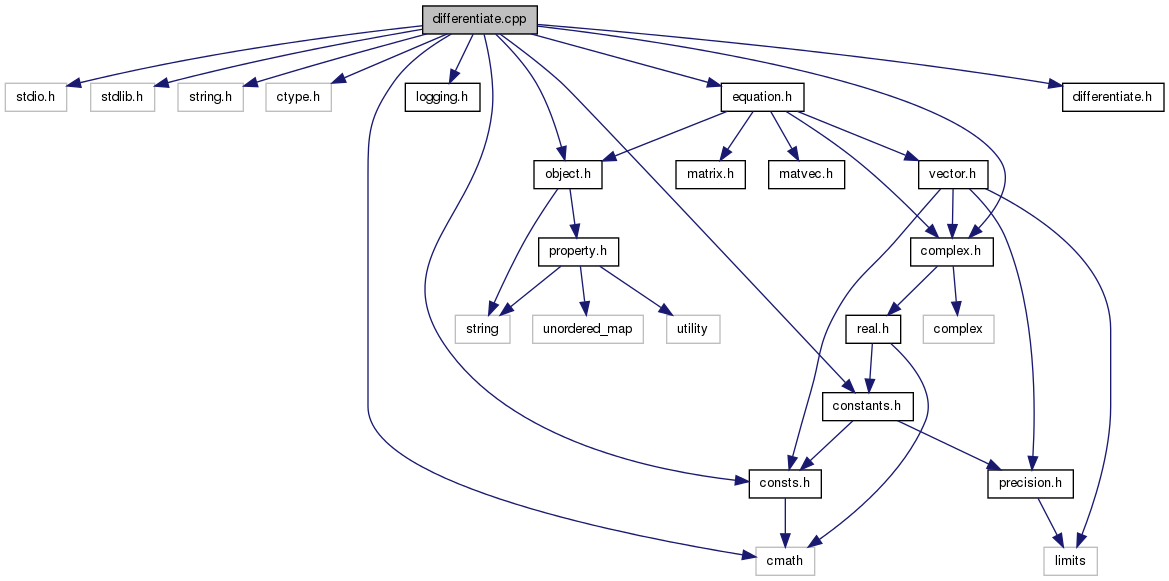 differentiate.cpp
stdio.h
stdlib.h
string.h
ctype.h
logging.h
equation.h
differentiate.h
object.h
matrix.h
matvec.h
vector.h
property.h
complex.h
string
unordered_map
utility
real.h
complex
constants.h
consts.h
precision.h
cmath
limits